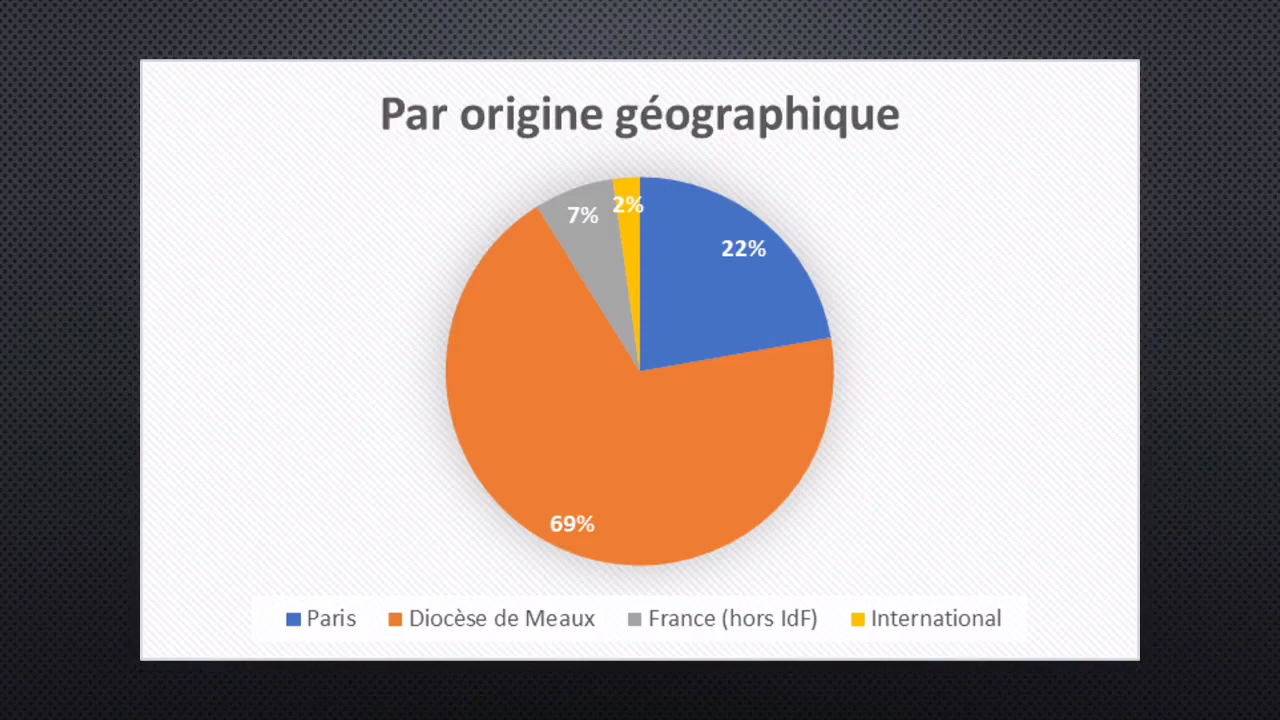 Par origine géographique
7%
2%
22%
69%
Paris
Diocèse de Meaux
France (hors IdF)
International